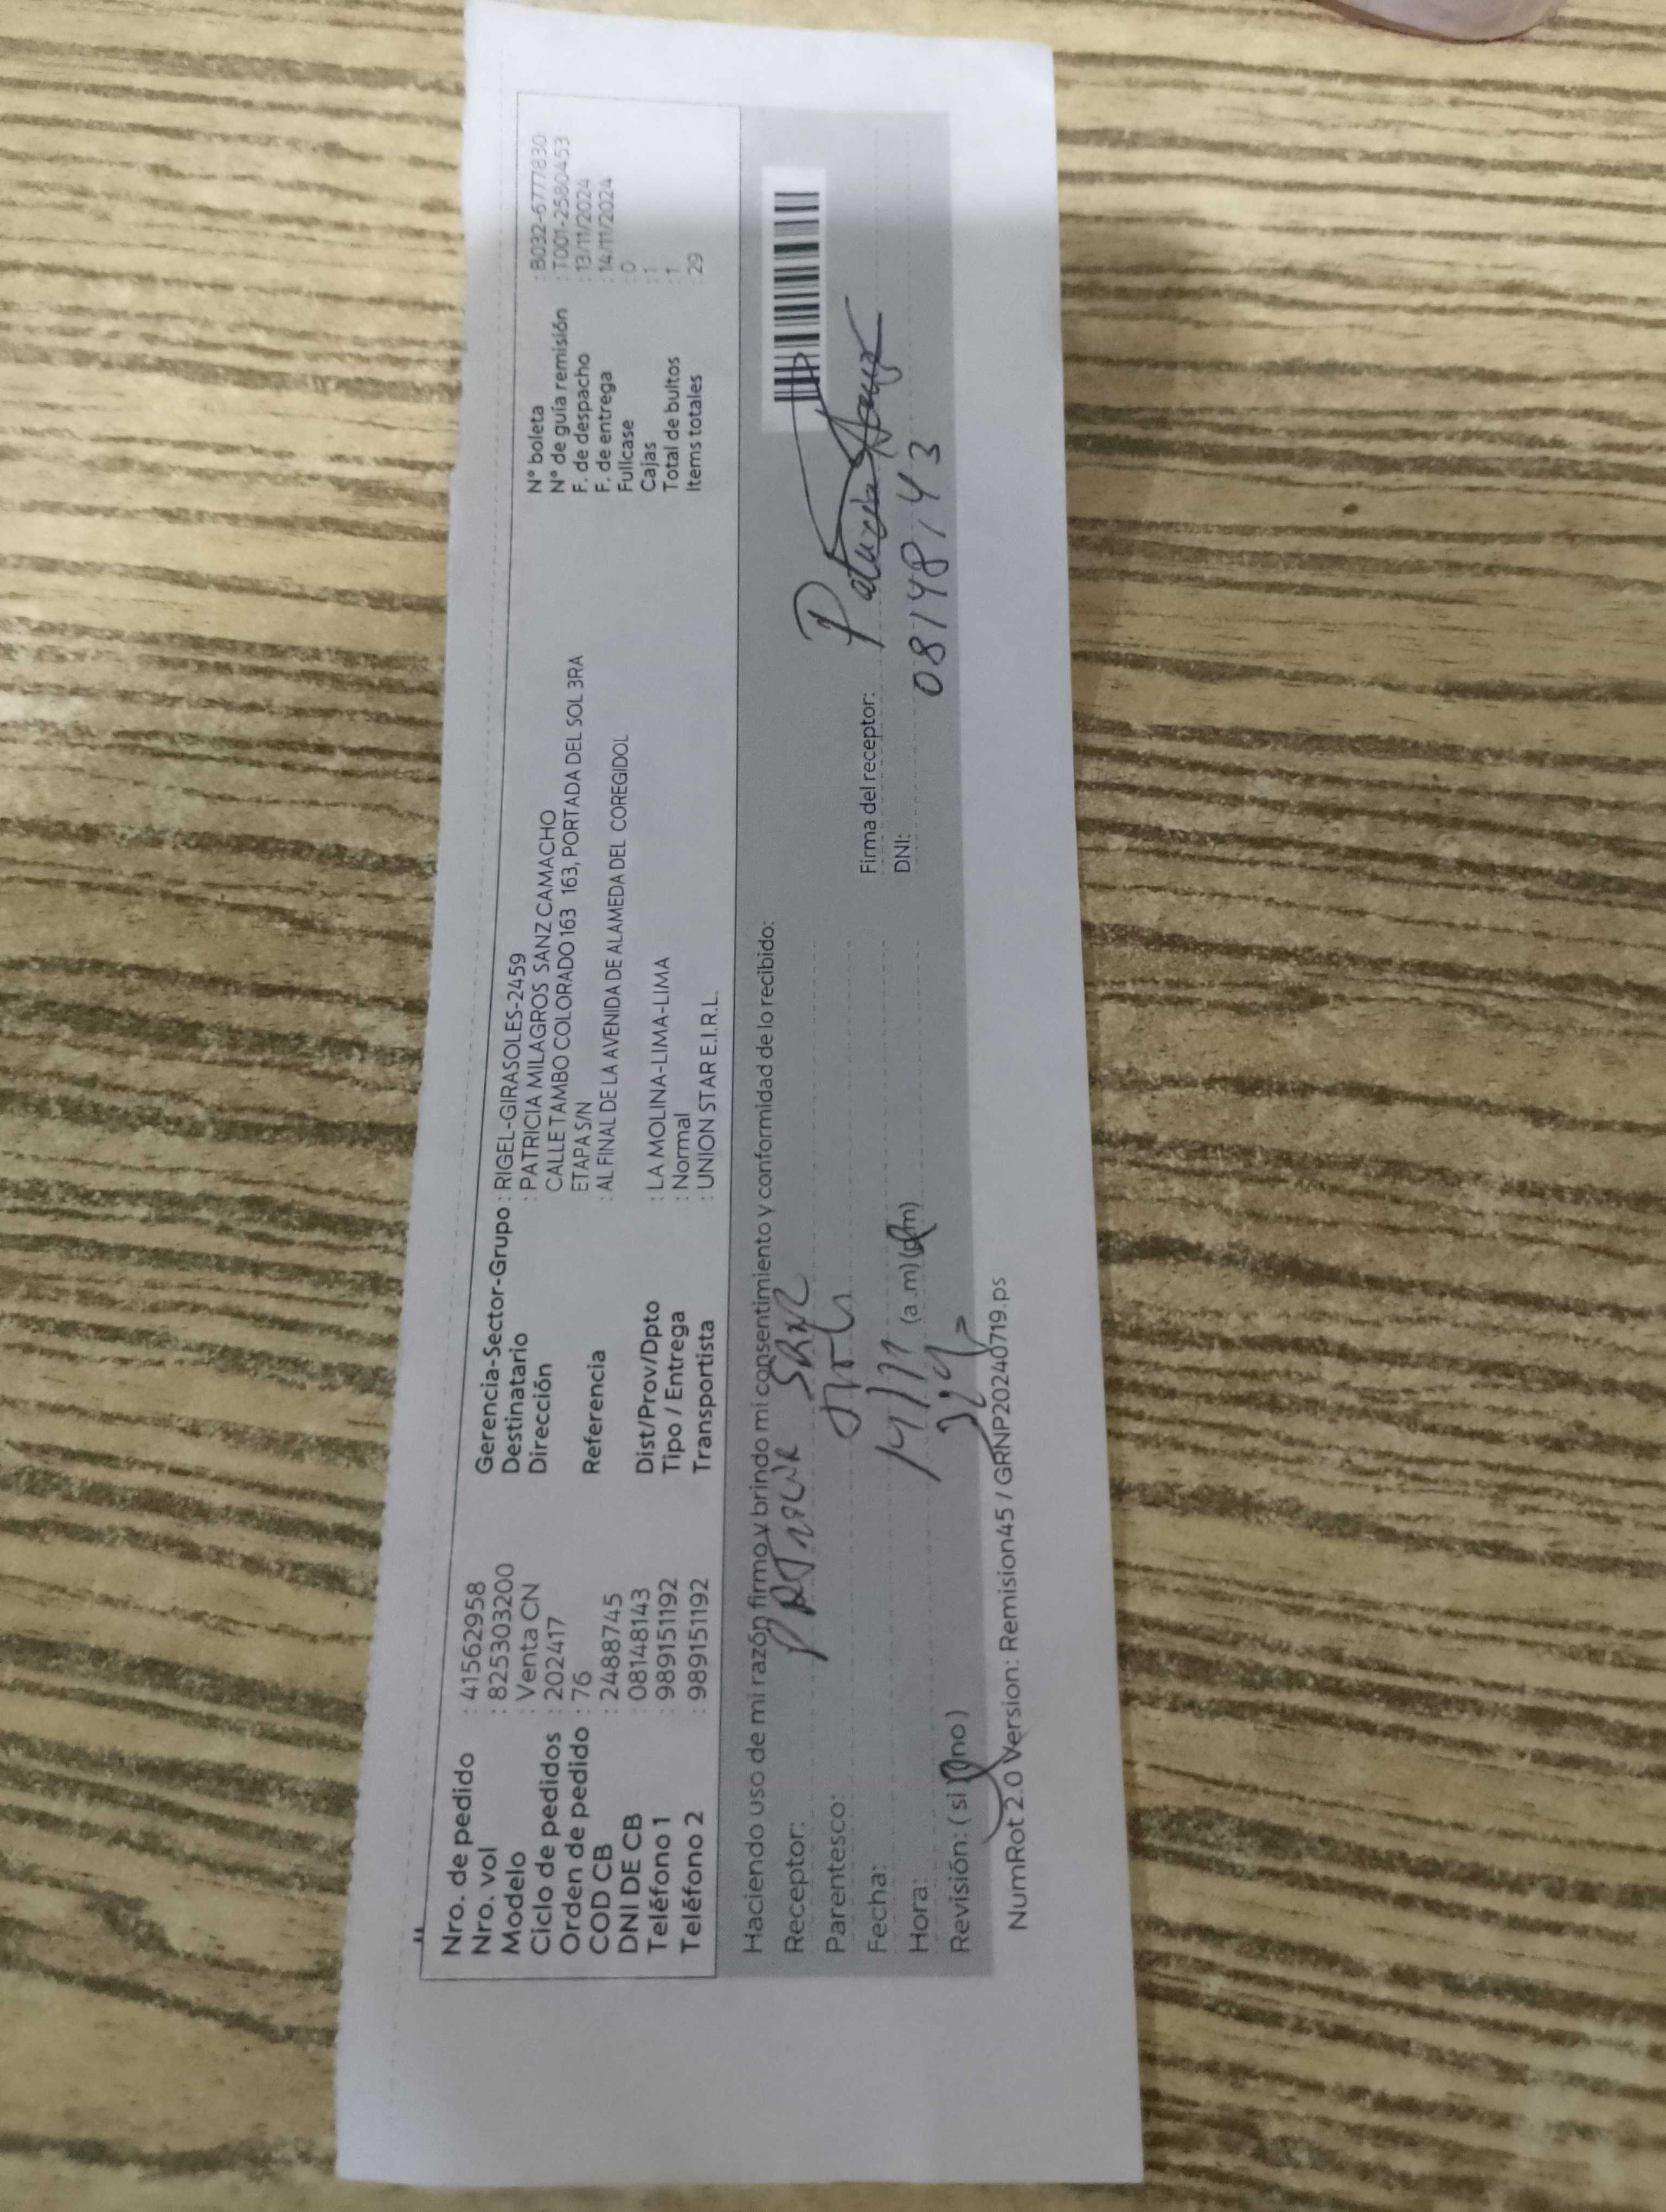 Nro. de pedido : 41562958
Nro. vol : 825303200
Modelo : Venta CN
Ciclo de pedidos : 202417
Orden de pedido : 76
COD CB : 2488745
DNI DE CB : 08148143
Teléfono 1 : 989151192
Teléfono 2 : 989151192
Gerencia-Sector-Grupo : RIGEL-GIRASOLES-2459
Destinatario : PATRICIA MILAGROS SANZ CAMACHO
Dirección CALLE TAMBO COLORADO 163 163, PORTADA DEL SOL 3RA
ETAPA S/N
Referencia : AL FINAL DE LA AVENIDA DE ALAMEDA DEL COREGIDOL
Dist/Prov/Dpto : LA MOLINA-LIMA-LIMA
Tipo / Entrega : Normal
Transportista : UNION STAR E.I.R.L.
N° boleta : B032-67777830
N° de guía remisión : T001-25804453
F. de despacho : 13/11/2024
F. de entrega : 14/11/2024
Fullcase : 0
Cajas : 1
Total de bultos : 1
Items totales : 29
Haciendo uso de mi razón firmo y brindo mi consentimiento y conformidad de lo recibido:
Receptor:
Parentesco:
Fecha: 14/11
Hora: (a.m)(p.m)
Revisión: (si) (no)
Firma del receptor: Patricia
DNI: 08148143
NumRot 2.0 Version: Remision45 / GRNP20240719.ps